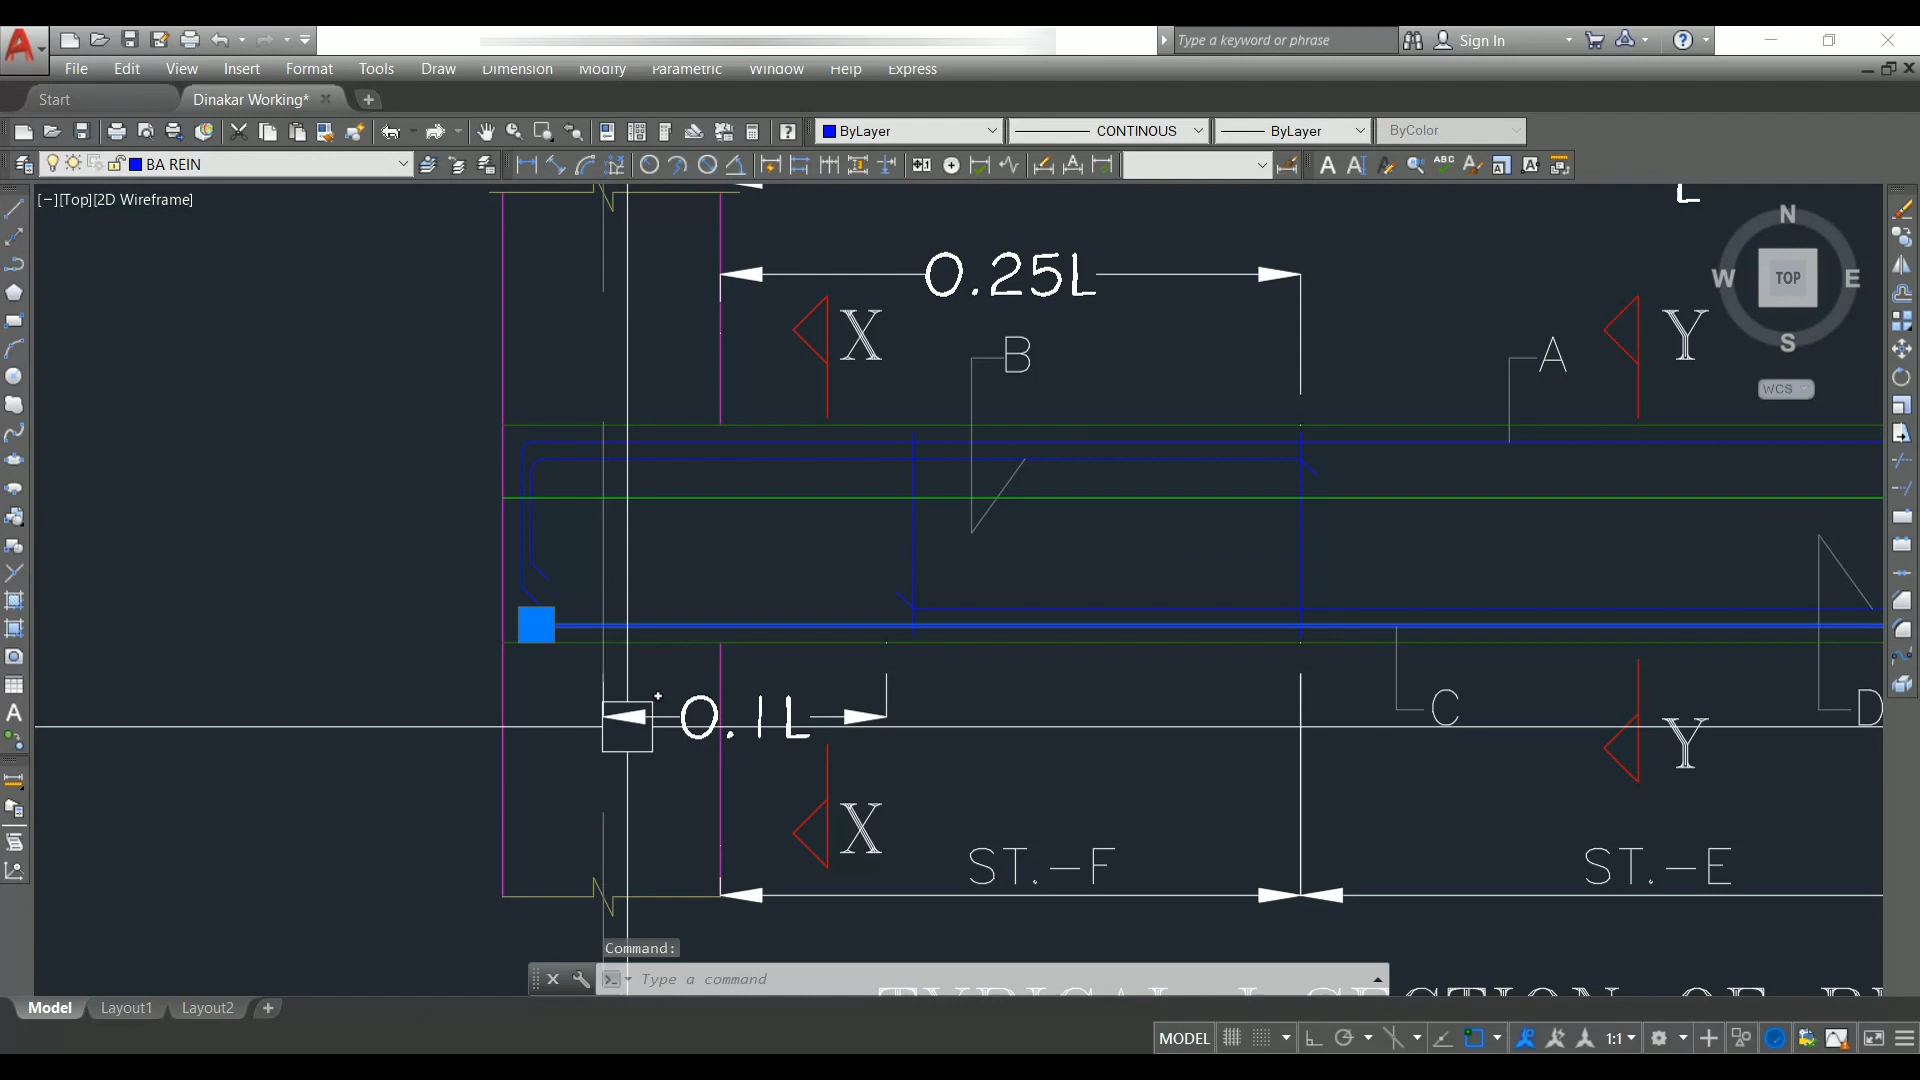 Type a keyword or phrase
Sign In
File Edit View Insert Format Tools Draw Dimension Modify Parametric Window Help Express
Start
Dinakar Working*
ByLayer
CONTINOUS
ByLayer
ByColor
BA REIN
ABC
[−][Top][2D Wireframe]
L
N
W
TOP
E
S
WCS
0.25L
X
Y
B
A
0.1L
C
D
X
Y
ST.−F
ST.−E
Command:
Type a command
Model
Layout1
Layout2
MODEL
1:1